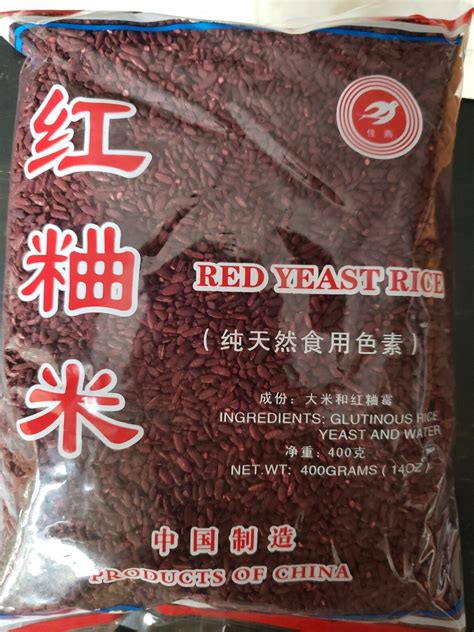 佳燕
红
粬
米
RED YEAST RICE
(纯天然食用色素)
成份：大米和红粬霉
INGREDIENTS: GLUTINOUS RICE,
YEAST AND WATER
净重：400克
NET.WT: 400GRAMS (14OZ)
中国制造
PRODUCTS OF CHINA